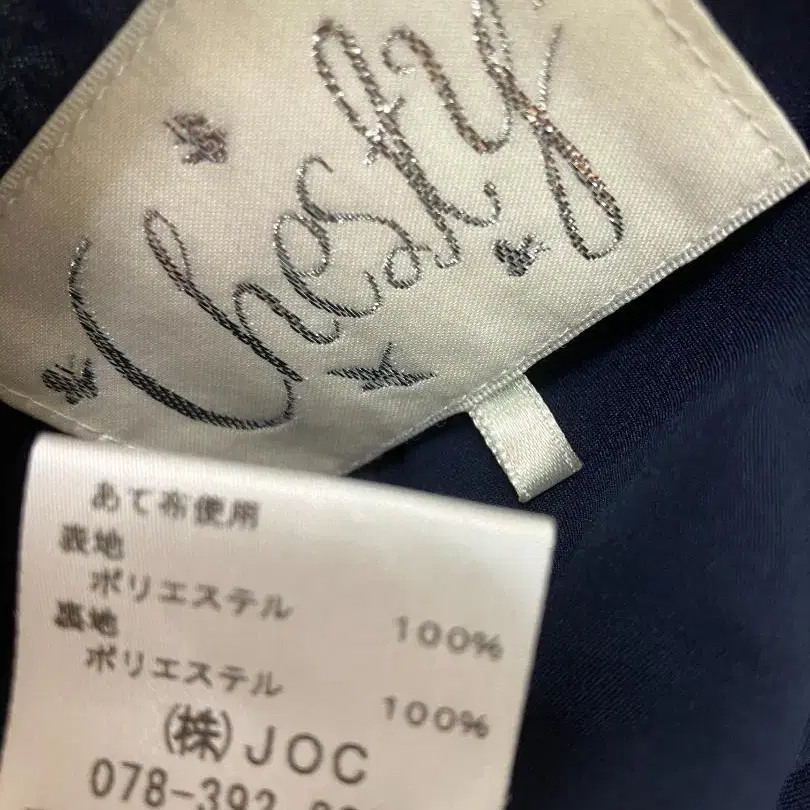 Chesty
あて布使用
表地
ポリエステル 100%
裏地
ポリエステル 100%
(株)JOC
078-392